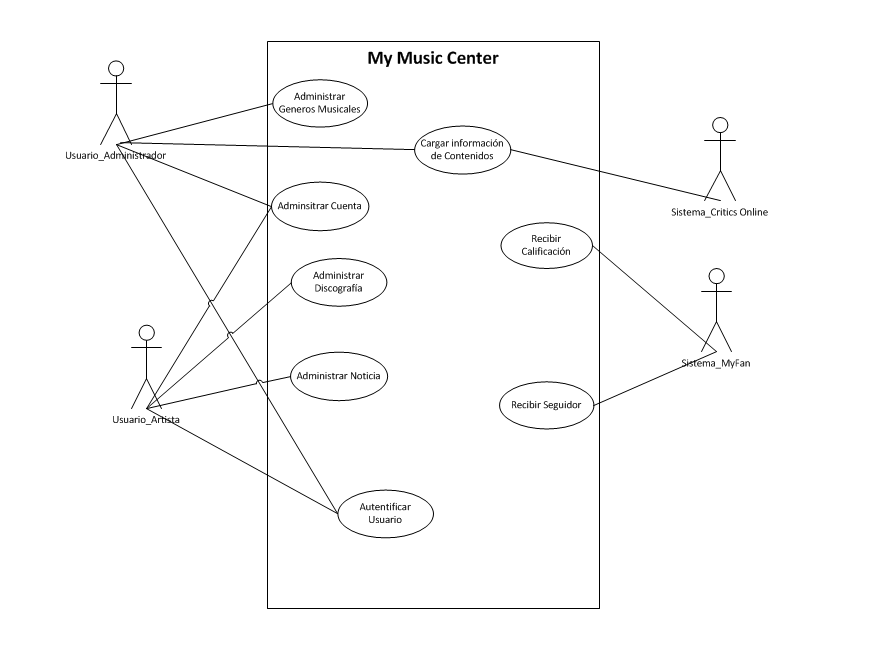 My Music Center
Administrar
Generos Musicales
Usuario_Administrador
Cargar información
de Contenidos
Adminsitrar Cuenta
Sistema_Critics Online
Recibir
Calificación
Administrar
Discografía
Sistema_MyFan
Administrar Noticia
Recibir Seguidor
Usuario_Artista
Autentificar
Usuario